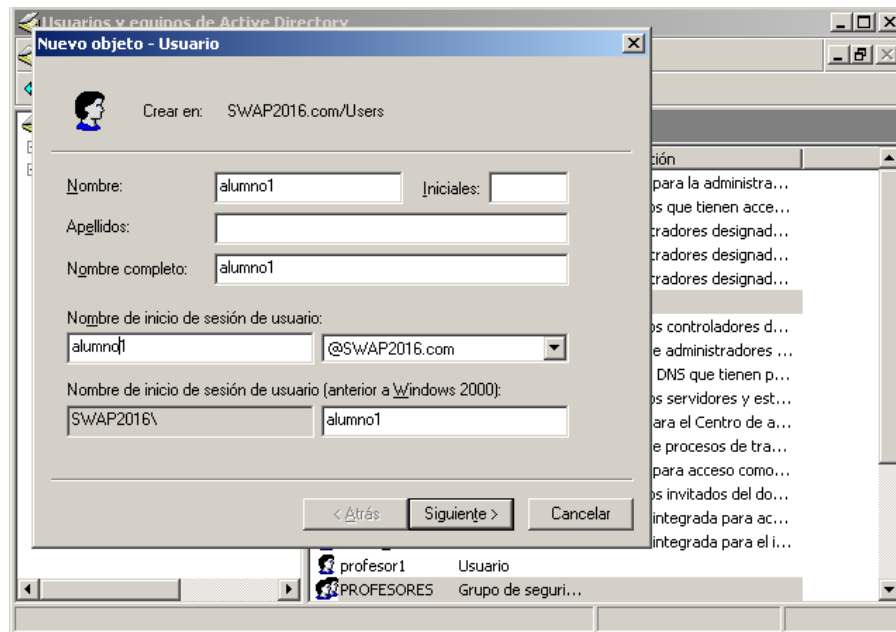 Usuarios y equipos de Active Directory
Nuevo objeto - Usuario
Crear en: SWAP2016.com/Users
Nombre: alumno1 Iniciales:
Apellidos:
Nombre completo: alumno1
Nombre de inicio de sesión de usuario:
alumno1 @SWAP2016.com
Nombre de inicio de sesión de usuario (anterior a Windows 2000):
SWAP2016\ alumno1
< Atrás Siguiente > Cancelar
ción
para la administra...
os que tienen acce...
tradores designad...
tradores designad...
tradores designad...
os controladores d...
e administradores ...
DNS que tienen p...
os servidores y est...
ara el Centro de a...
e procesos de tra...
para acceso como...
os invitados del do...
integrada para ac...
integrada para el i...
profesor1 Usuario
PROFESORES Grupo de seguri...